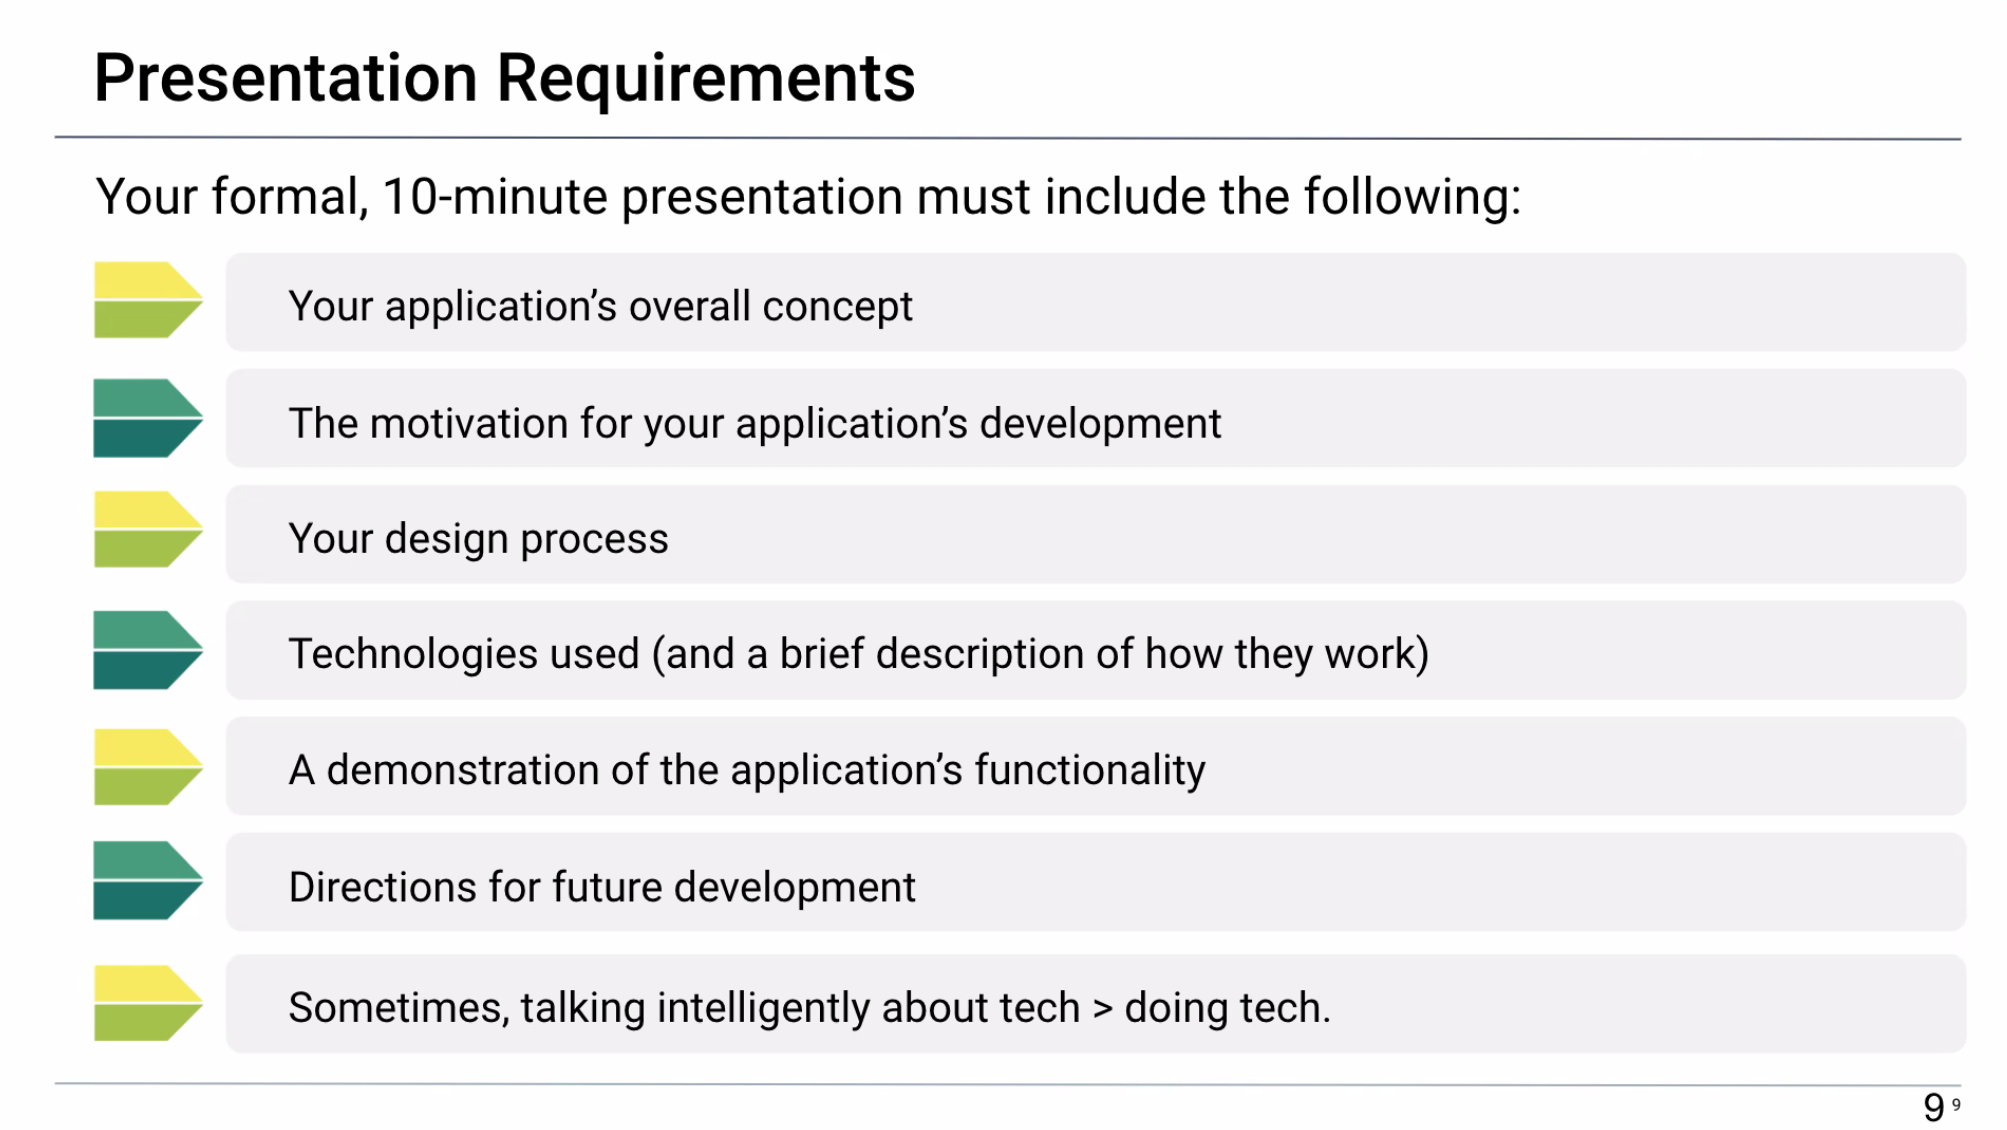 Presentation Requirements
Your formal, 10-minute presentation must include the following:
Your application’s overall concept
The motivation for your application’s development
Your design process
Technologies used (and a brief description of how they work)
A demonstration of the application’s functionality
Directions for future development
Sometimes, talking intelligently about tech > doing tech.
9 9